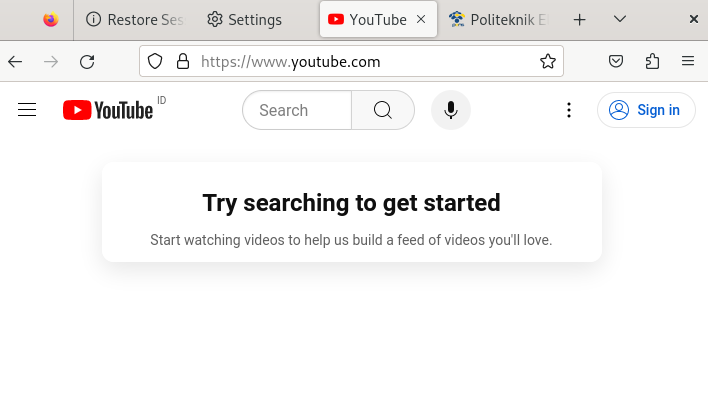 Restore Ses
Settings
YouTube
Politeknik E
https://www.youtube.com
YouTube ID
Search
Sign in
Try searching to get started
Start watching videos to help us build a feed of videos you'll love.